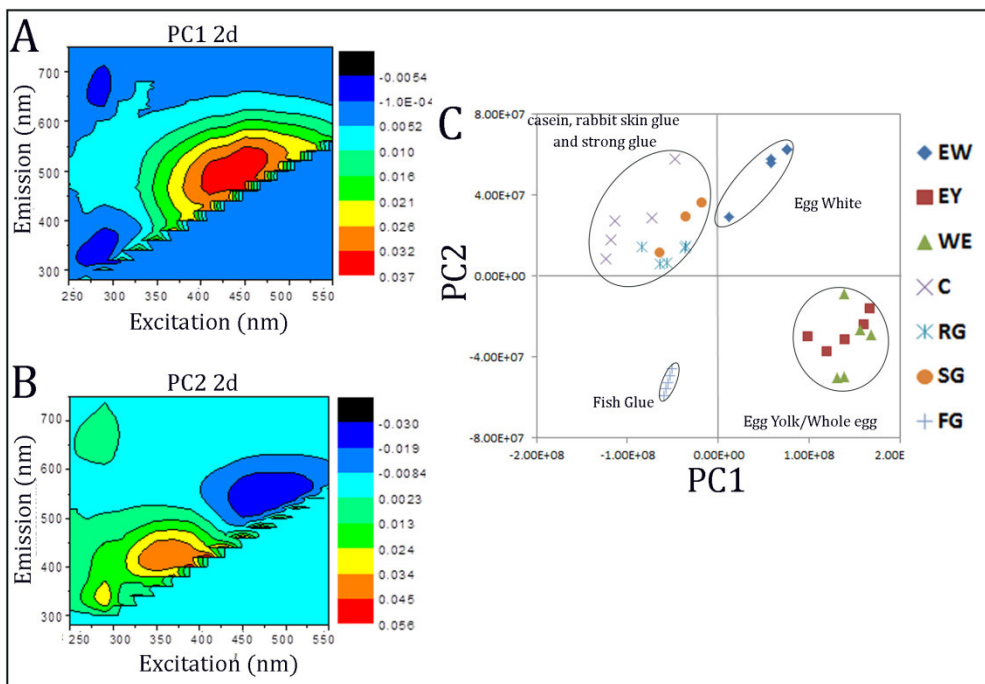 A
PC1 2d
Emission (nm)
700
600
500
400
300
250 300 350 400 450 500 550
Excitation (nm)
-0.0054
-1.0E-04
0.0052
0.010
0.016
0.021
0.026
0.032
0.037
B
PC2 2d
Emission (nm)
700
600
500
400
300
250 300 350 400 450 500 550
Excitation (nm)
-0.030
-0.019
-0.0084
0.0023
0.013
0.024
0.034
0.045
0.056
C
PC2
8.00E+07
4.00E+07
0.00E+00
-4.00E+07
-8.00E+07
casein, rabbit skin glue
and strong glue
Egg White
Fish Glue
Egg Yolk/Whole egg
-2.00E+08 -1.00E+08 0.00E+00 1.00E+08 2.00E
PC1
EW
EY
WE
C
RG
SG
FG